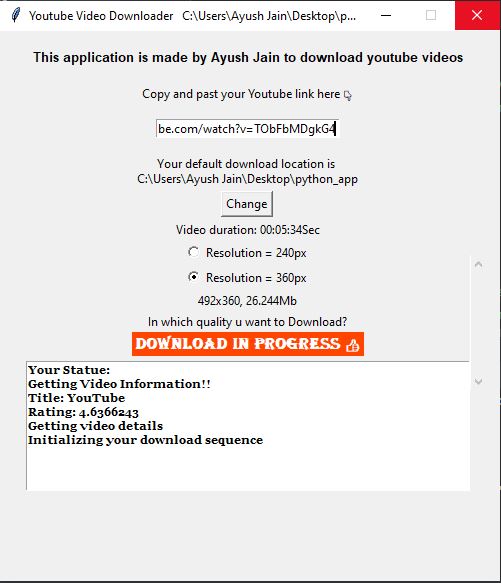 Youtube Video Downloader C:\Users\Ayush Jain\Desktop\p...
This application is made by Ayush Jain to download youtube videos
Copy and past your Youtube link here
be.com/watch?v=TObFbMDgkG4
Your default download location is
C:\Users\Ayush Jain\Desktop\python_app
Change
Video duration: 00:05:34Sec
Resolution = 240px
Resolution = 360px
492x360, 26.244Mb
In which quality u want to Download?
DOWNLOAD IN PROGRESS
Your Statue:
Getting Video Information!!
Title: YouTube
Rating: 4.6366243
Getting video details
Initializing your download sequence